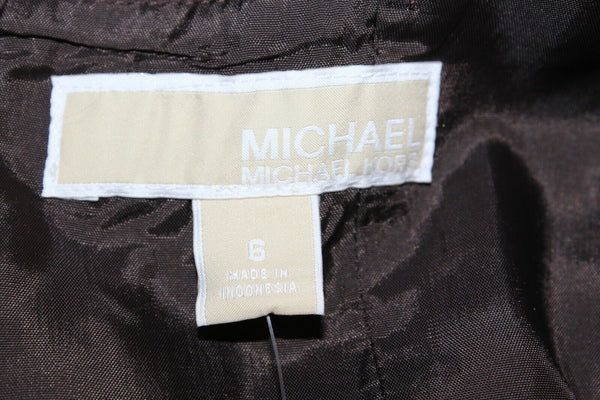 MICHAEL
MICHAEL KORS
6
MADE IN
INDONESIA